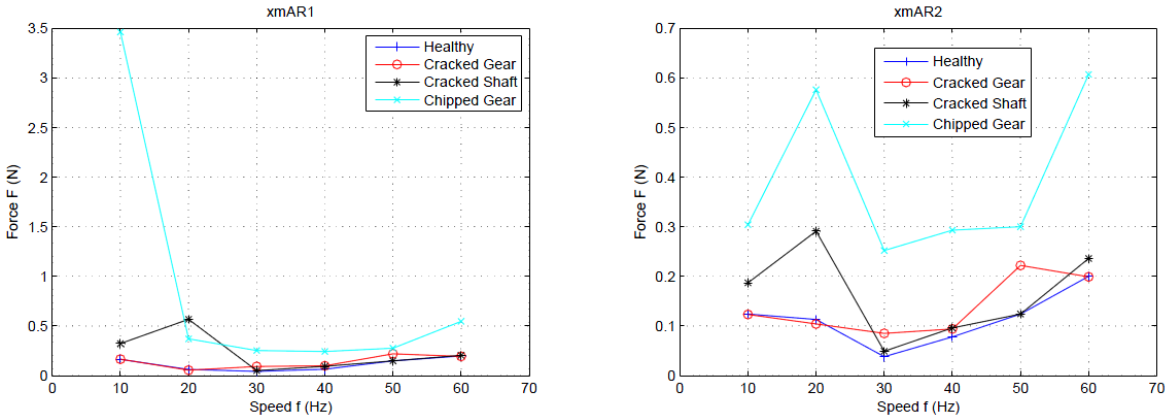 xmAR1
3.5
3
2.5
2
1.5
1
0.5
0
Force F (N)
Healthy
Cracked Gear
Cracked Shaft
Chipped Gear
0 10 20 30 40 50 60 70
Speed f (Hz)
xmAR2
0.7
0.6
0.5
0.4
0.3
0.2
0.1
0
Force F (N)
Healthy
Cracked Gear
Cracked Shaft
Chipped Gear
0 10 20 30 40 50 60 70
Speed f (Hz)